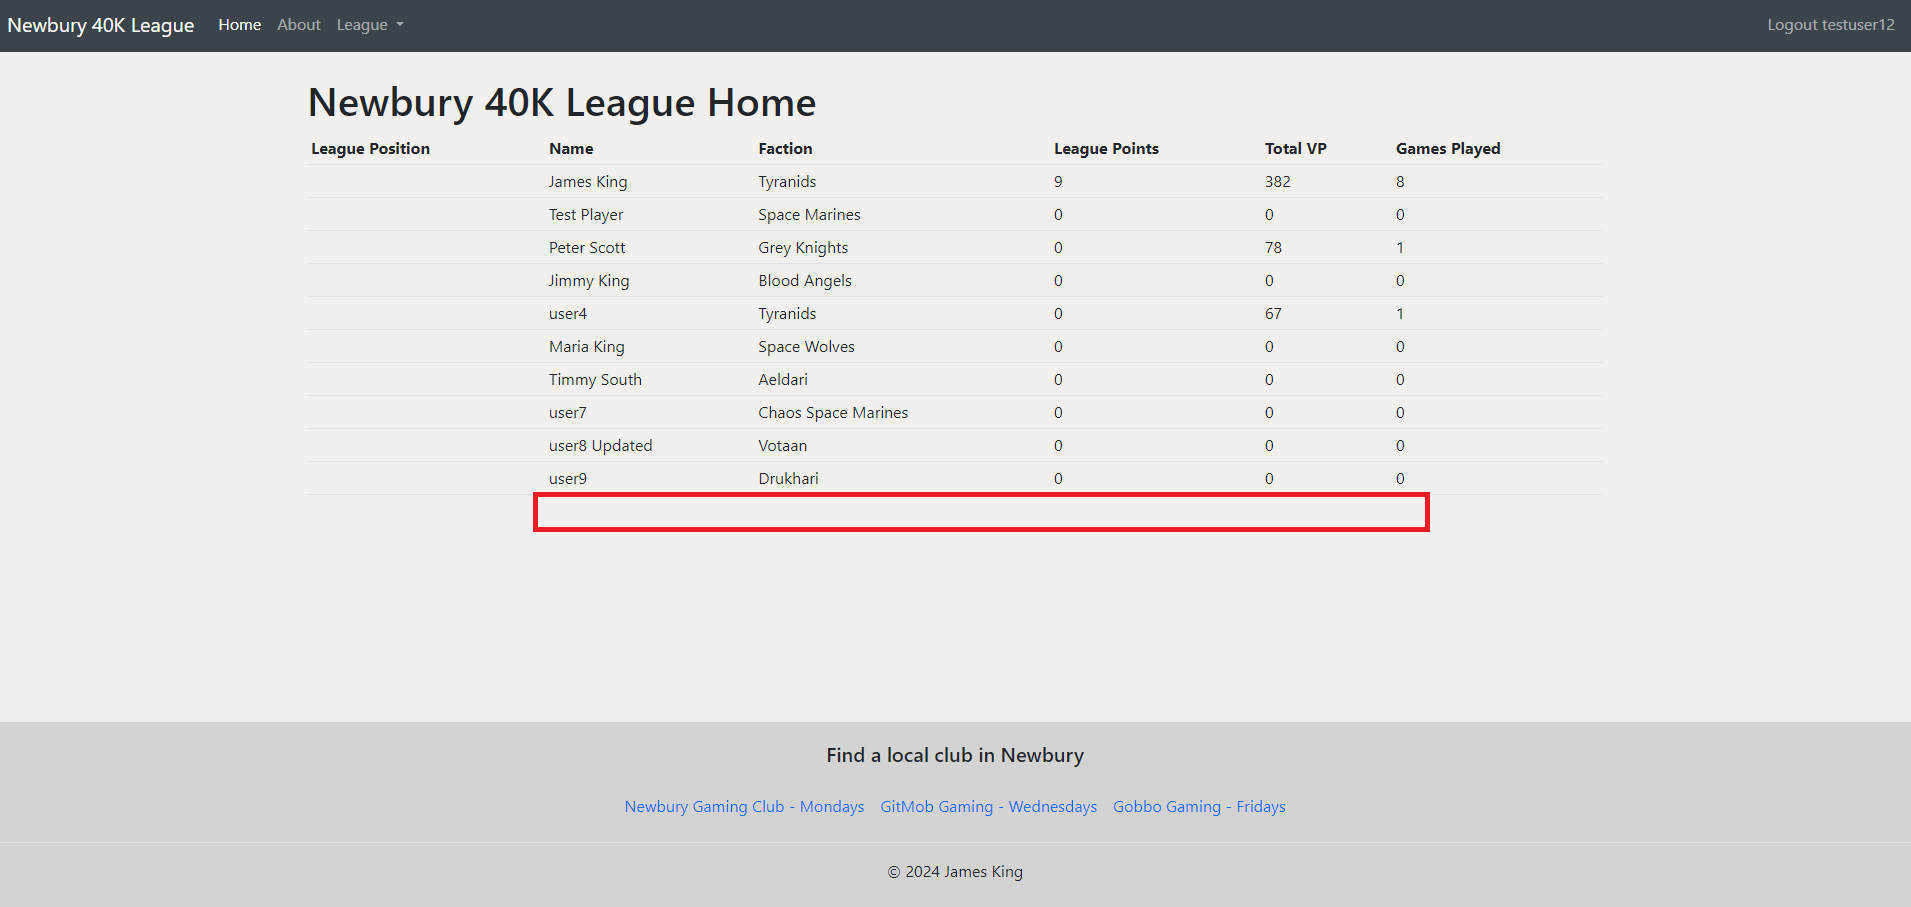 Newbury 40K League Home About League Logout testuser12
Newbury 40K League Home
League Position Name Faction League Points Total VP Games Played
James King Tyranids 9 382 8
Test Player Space Marines 0 0 0
Peter Scott Grey Knights 0 78 1
Jimmy King Blood Angels 0 0 0
user4 Tyranids 0 67 1
Maria King Space Wolves 0 0 0
Timmy South Aeldari 0 0 0
user7 Chaos Space Marines 0 0 0
user8 Updated Votaan 0 0 0
user9 Drukhari 0 0 0
Find a local club in Newbury
Newbury Gaming Club - Mondays GitMob Gaming - Wednesdays Gobbo Gaming - Fridays
© 2024 James King